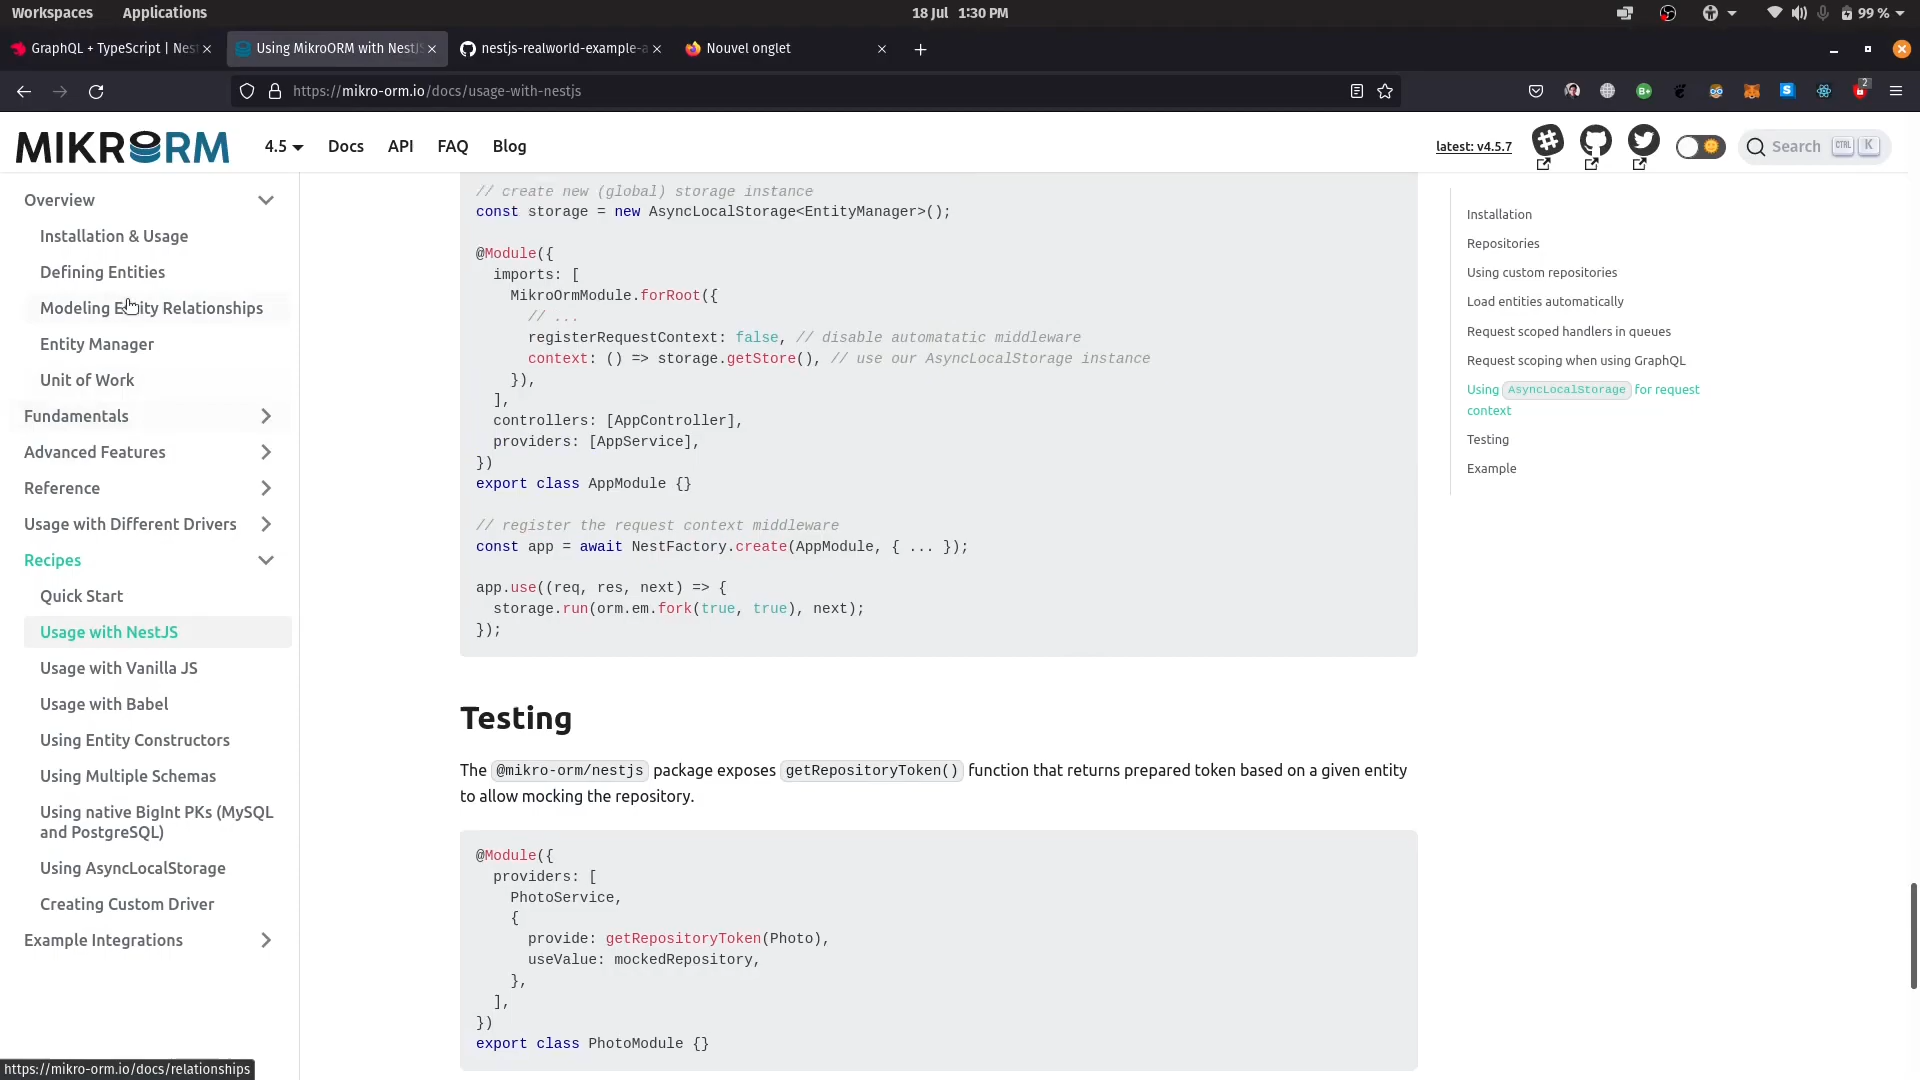 Workspaces Applications 18 Jul 1:30 PM 99 %
GraphQL + TypeScript | Nes Using MikroORM with NestJS nestjs-realworld-example-a Nouvel onglet
https://mikro-orm.io/docs/usage-with-nestjs 2
MIKRORM 4.5 Docs API FAQ Blog latest: v4.5.7 Search CTRL K
Overview
Installation & Usage
Defining Entities
Modeling Entity Relationships
Entity Manager
Unit of Work
Fundamentals
Advanced Features
Reference
Usage with Different Drivers
Recipes
Quick Start
Usage with NestJS
Usage with Vanilla JS
Usage with Babel
Using Entity Constructors
Using Multiple Schemas
Using native BigInt PKs (MySQL
and PostgreSQL)
Using AsyncLocalStorage
Creating Custom Driver
Example Integrations
// create new (global) storage instance
const storage = new AsyncLocalStorage<EntityManager>();
@Module({
imports: [
MikroOrmModule.forRoot({
// ...
registerRequestContext: false, // disable automatatic middleware
context: () => storage.getStore(), // use our AsyncLocalStorage instance
}),
],
controllers: [AppController],
providers: [AppService],
})
export class AppModule {}
// register the request context middleware
const app = await NestFactory.create(AppModule, { ... });
app.use((req, res, next) => {
storage.run(orm.em.fork(true, true), next);
});
Testing
The @mikro-orm/nestjs package exposes getRepositoryToken() function that returns prepared token based on a given entity
to allow mocking the repository.
@Module({
providers: [
PhotoService,
{
provide: getRepositoryToken(Photo),
useValue: mockedRepository,
},
],
})
export class PhotoModule {}
Installation
Repositories
Using custom repositories
Load entities automatically
Request scoped handlers in queues
Request scoping when using GraphQL
Using AsyncLocalStorage for request
context
Testing
Example
https://mikro-orm.io/docs/relationships